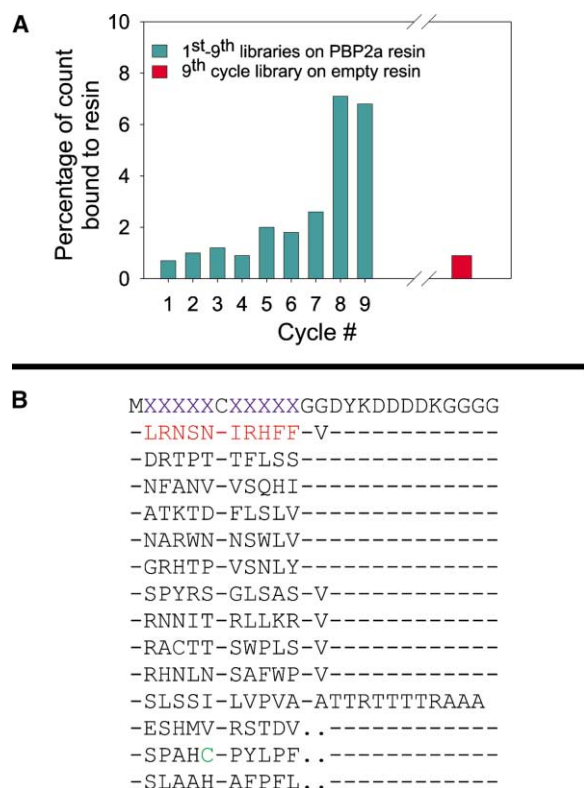 A
Percentage of count
bound to resin
10
8
6
4
2
0
1st-9th libraries on PBP2a resin
9th cycle library on empty resin
1 2 3 4 5 6 7 8 9
Cycle #
B
MXXXXXCXXXXXGGDYKDDDDKGGGG
-LRNSN-IRHFF-V------------
-DRTPT-TFLSS--------------
-NFANV-VSQHI--------------
-ATKTD-FLSLV--------------
-NARWN-NSWLV--------------
-GRHTP-VSNLY--------------
-SPYRS-GLSAS-V------------
-RNNIT-RLLKR-V------------
-RACTT-SWPLS-V------------
-RHNLN-SAFWP-V------------
-SLSSI-LVPVA-ATTRTTTTRAAA
-ESHMV-RSTDV..------------
-SPAHC-PYLPF..------------
-SLAAH-AFPFL..------------